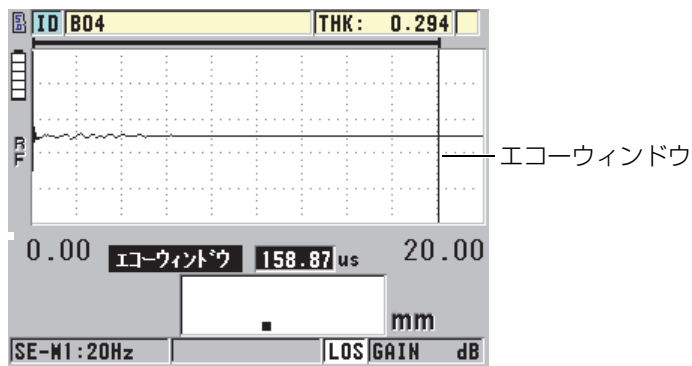 ID B04 THK: 0.294
RF
エコーウィンドウ
0.00 エコーウィンドウ 158.87 us 20.00
. mm
SE-M1:20Hz LOS GAIN dB